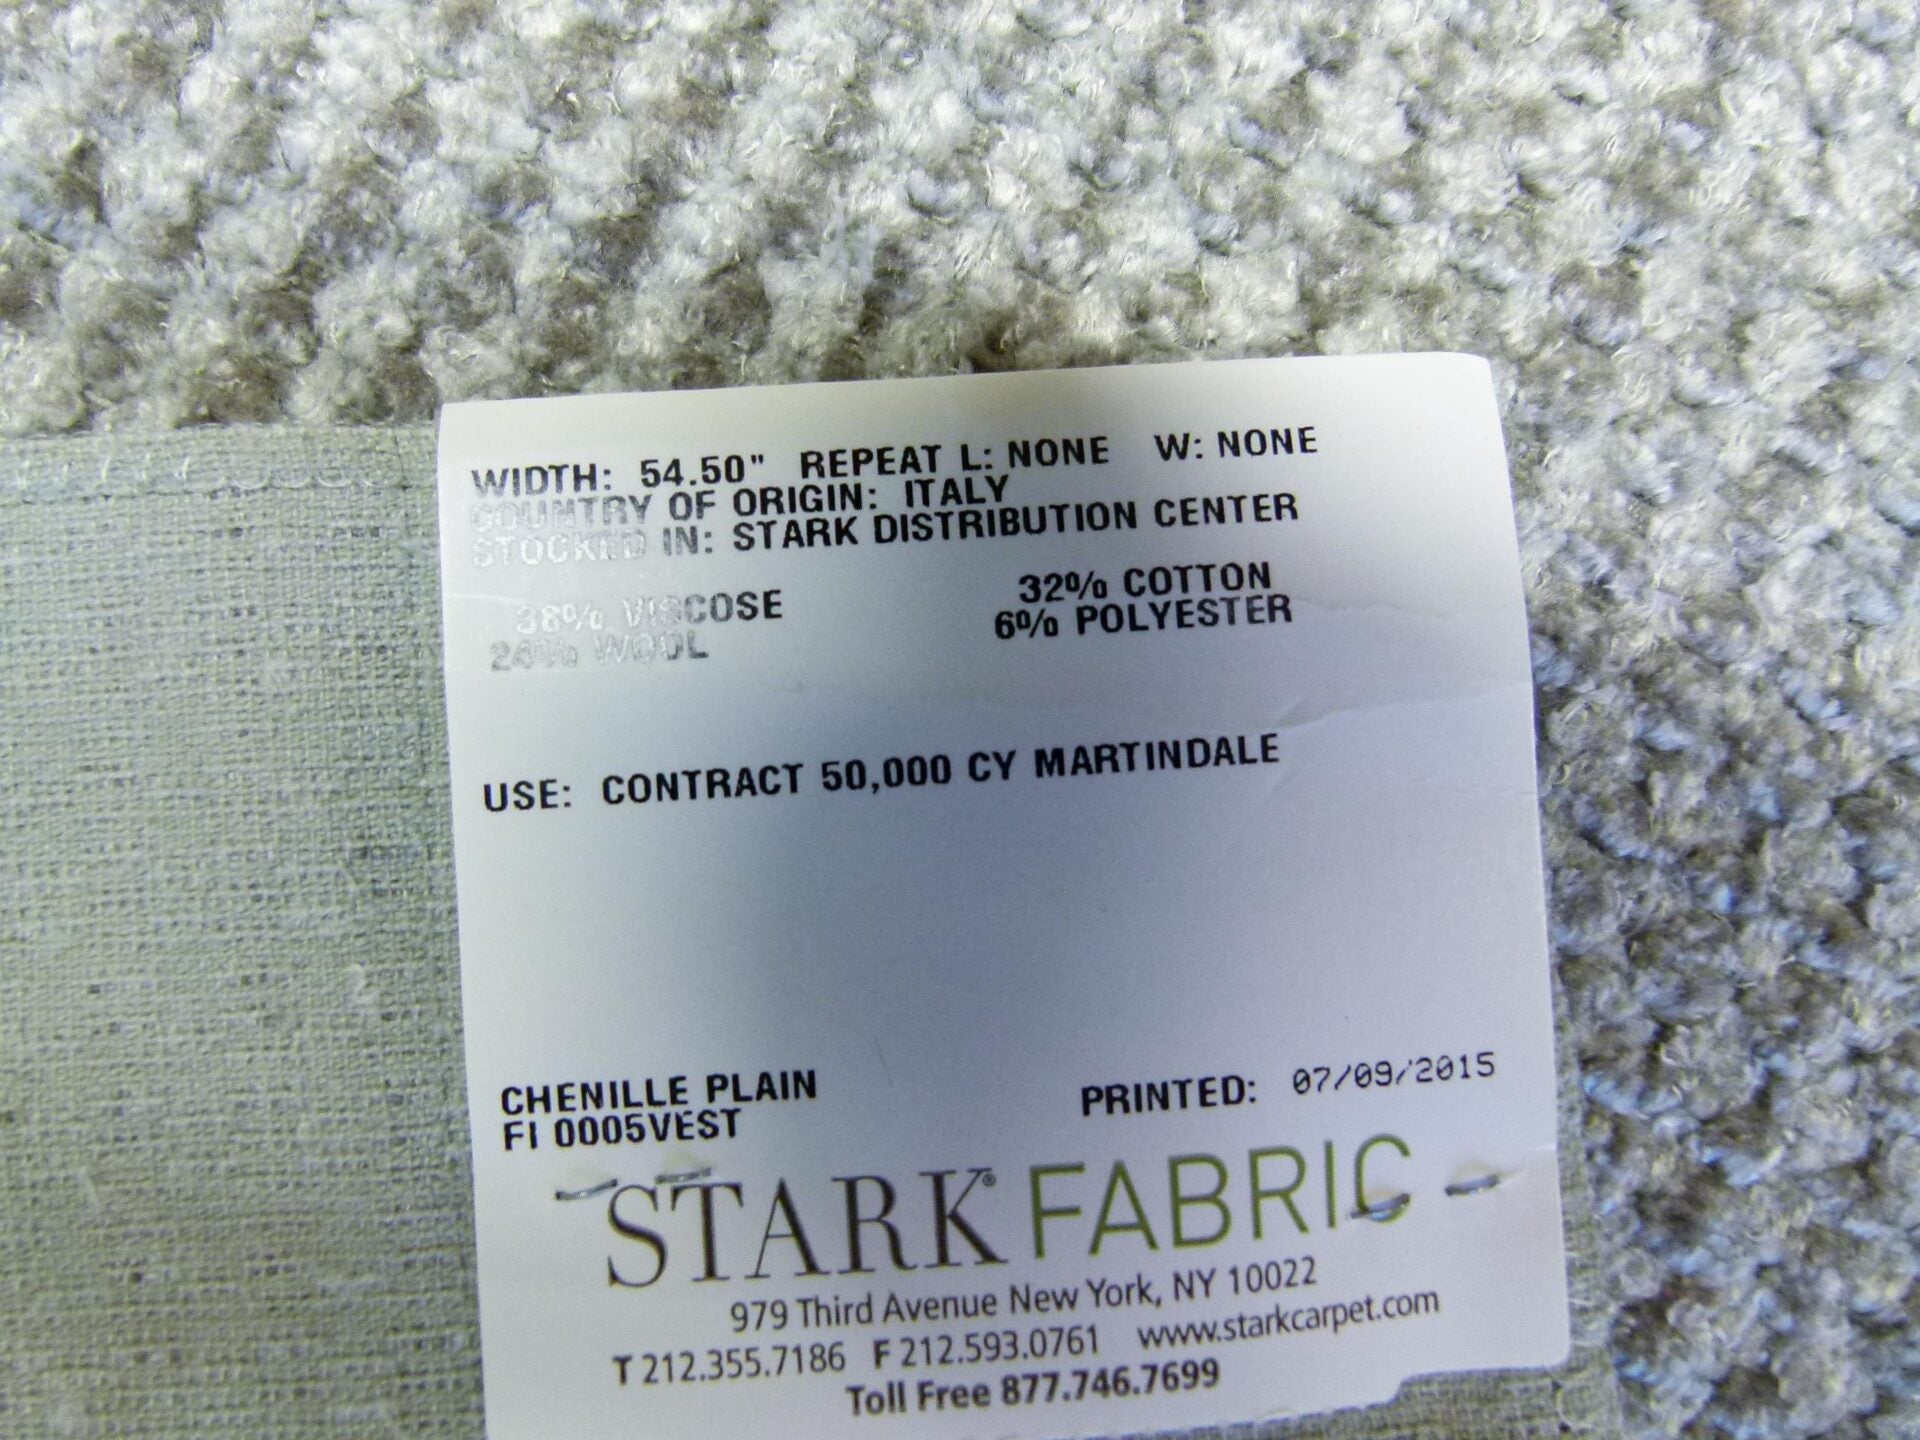 WIDTH: 54.50" REPEAT L: NONE W: NONE
COUNTRY OF ORIGIN: ITALY
STOCKED IN: STARK DISTRIBUTION CENTER
38% VISCOSE 32% COTTON
24% WOOL 6% POLYESTER
USE: CONTRACT 50,000 CY MARTINDALE
CHENILLE PLAIN
FI 0005VEST
PRINTED: 07/09/2015
STARK® FABRIC
979 Third Avenue New York, NY 10022
T 212.355.7186 F 212.593.0761 www.starkcarpet.com
Toll Free 877.746.7699